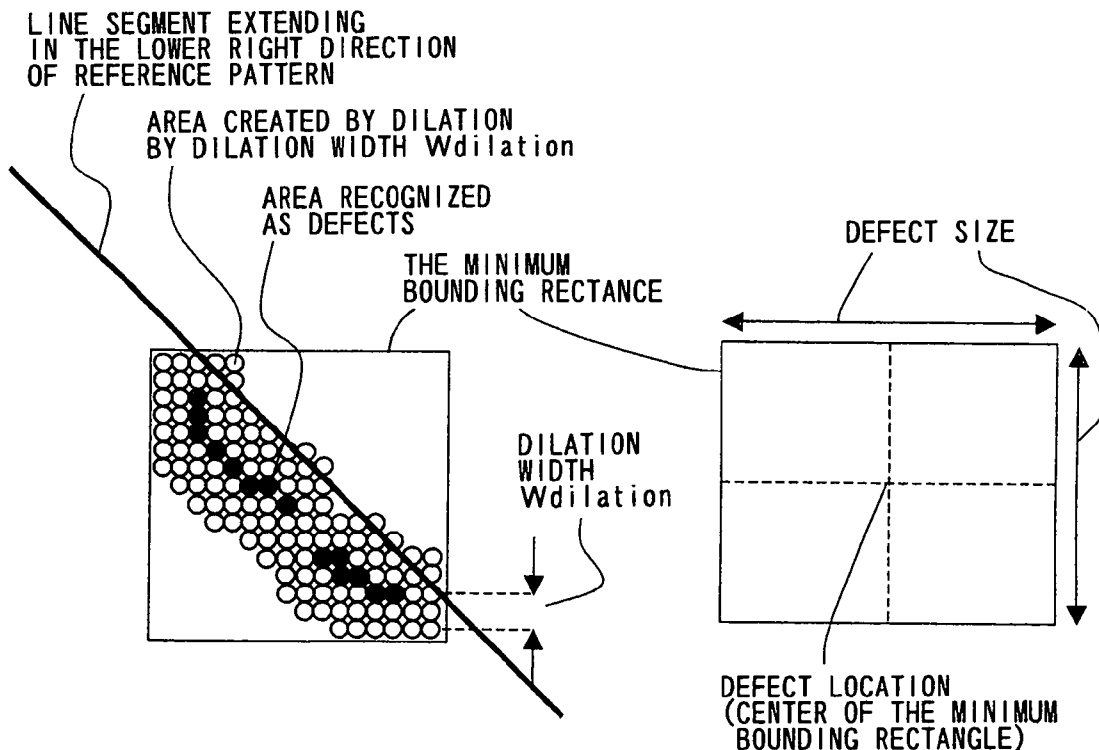 LINE SEGMENT EXTENDING
IN THE LOWER RIGHT DIRECTION
OF REFERENCE PATTERN
AREA CREATED BY DILATION
BY DILATION WIDTH Wdilation
AREA RECOGNIZED
AS DEFECTS
THE MINIMUM
BOUNDING RECTANCE
DEFECT SIZE
DILATION
WIDTH
Wdilation
DEFECT LOCATION
(CENTER OF THE MINIMUM
BOUNDING RECTANGLE)